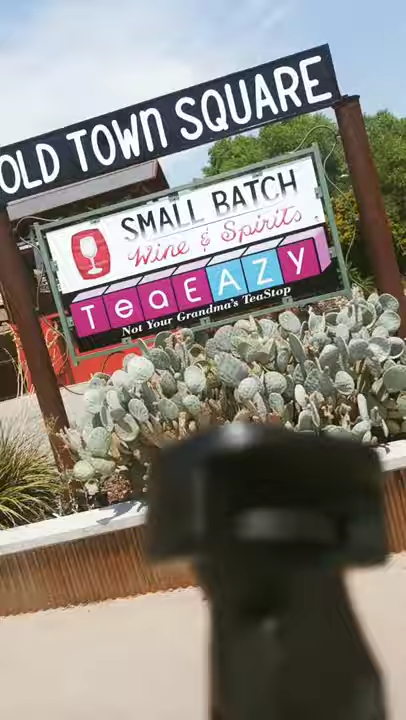 OLD TOWN SQUARE
SMALL BATCH
Wine & Spirits
TeaEAZY
Not Your Grandma's TeaStop